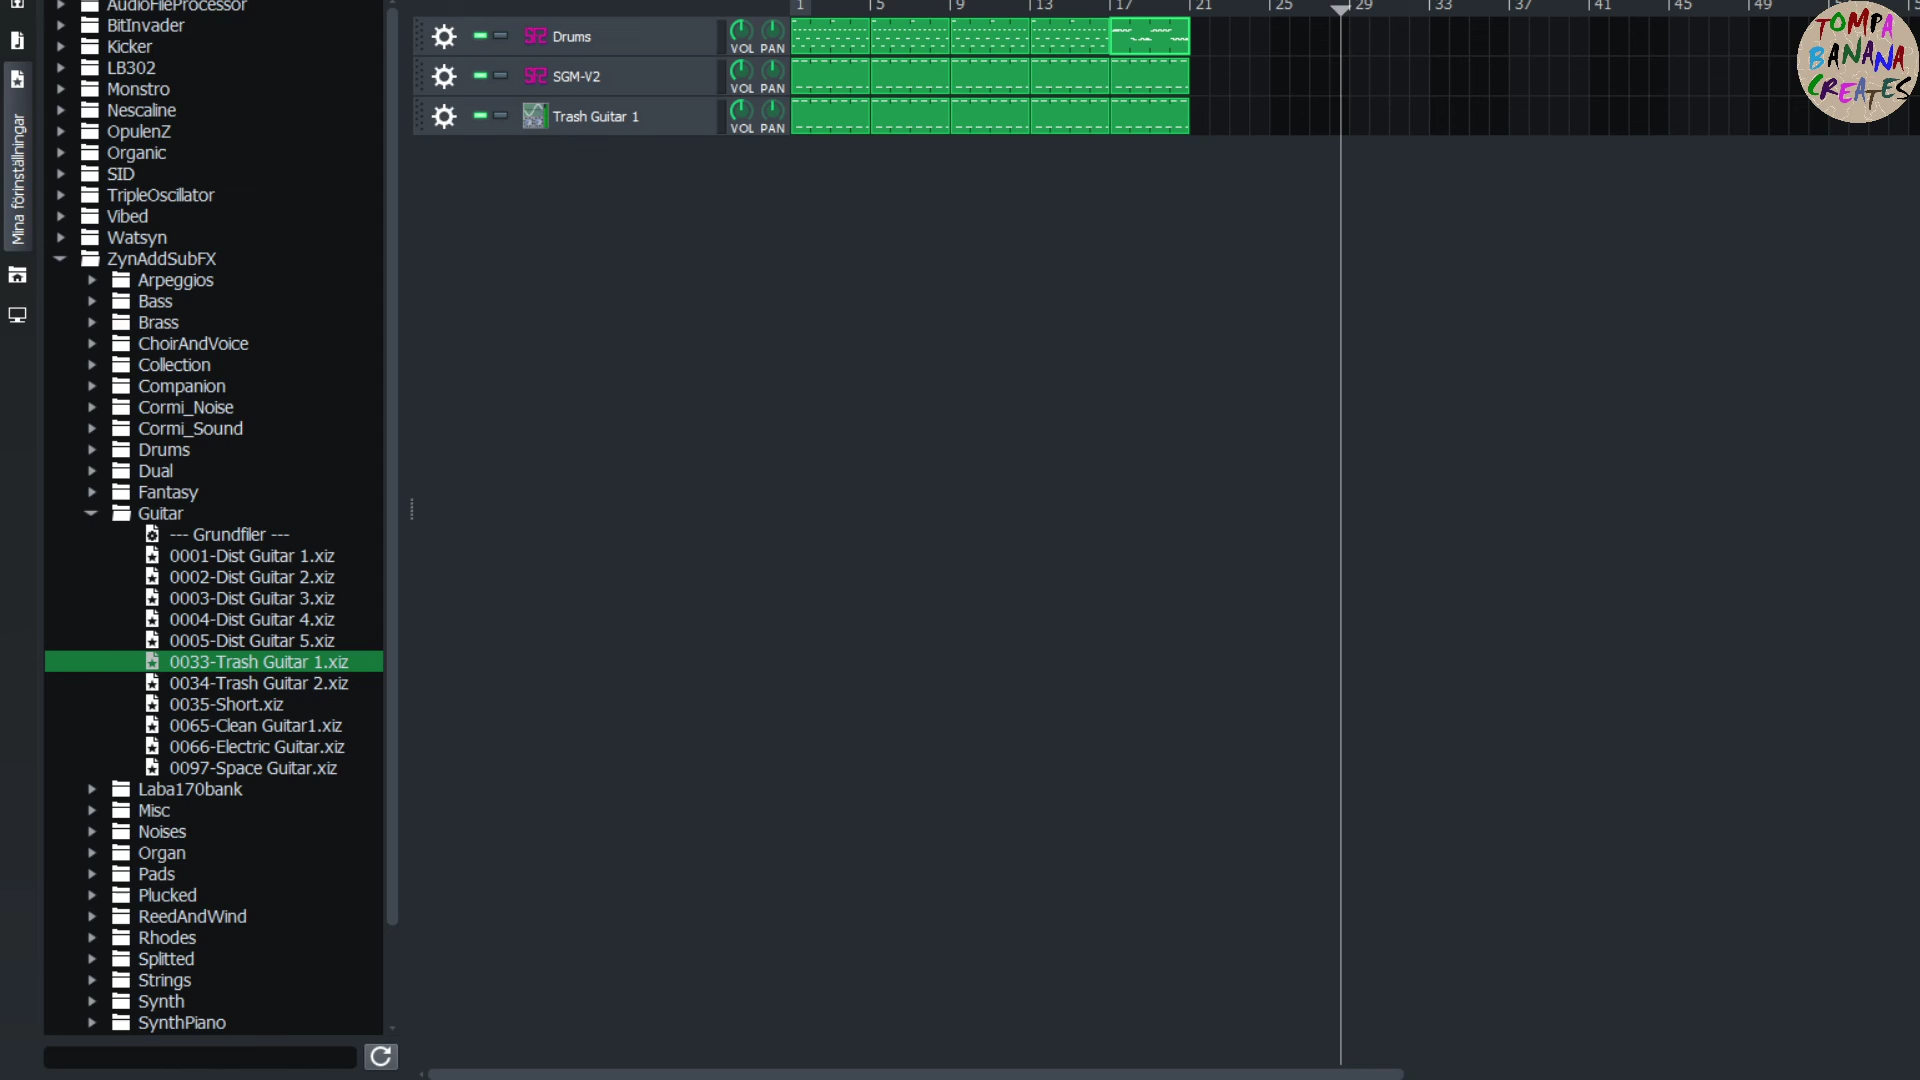 AudioFileProcessor
BitInvader
Kicker
LB302
Monstro
Nescaline
OpulenZ
Organic
SID
TripleOscillator
Vibed
Watsyn
ZynAddSubFX
Arpeggios
Bass
Brass
ChoirAndVoice
Collection
Companion
Cormi_Noise
Cormi_Sound
Drums
Dual
Fantasy
Guitar
--- Grundfiler ---
0001-Dist Guitar 1.xiz
0002-Dist Guitar 2.xiz
0003-Dist Guitar 3.xiz
0004-Dist Guitar 4.xiz
0005-Dist Guitar 5.xiz
0033-Trash Guitar 1.xiz
0034-Trash Guitar 2.xiz
0035-Short.xiz
0065-Clean Guitar1.xiz
0066-Electric Guitar.xiz
0097-Space Guitar.xiz
Laba170bank
Misc
Noises
Organ
Pads
Plucked
ReedAndWind
Rhodes
Splitted
Strings
Synth
SynthPiano
Mina förinställningar
1 5 9 13 17 21 25 29 33 37 41 45 49
Drums VOL PAN
SGM-V2 VOL PAN
Trash Guitar 1 VOL PAN
TOMPA
BANANA
CREATES